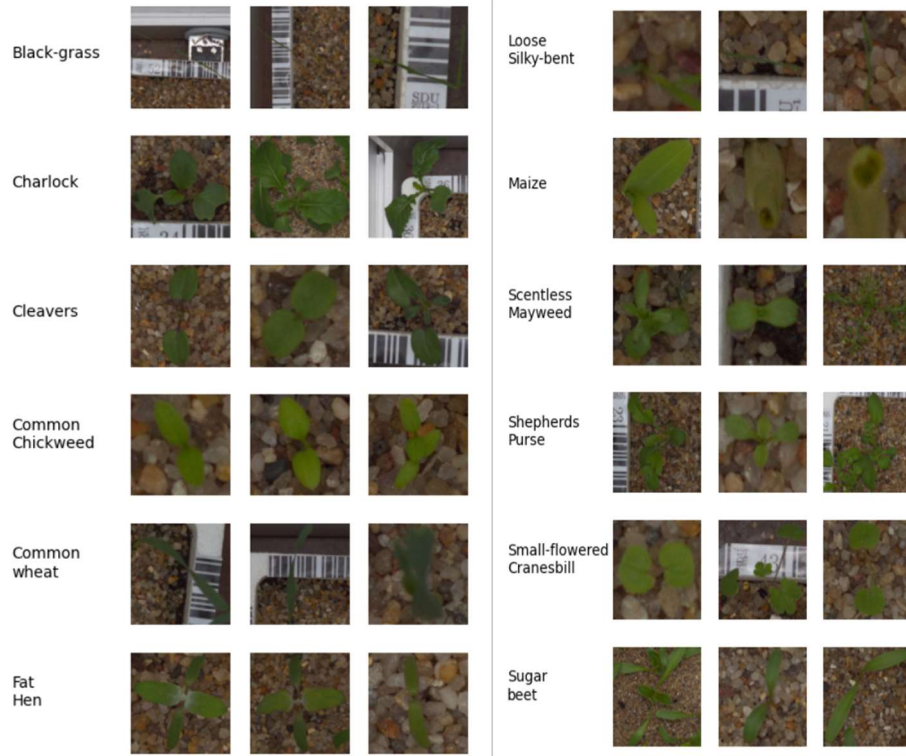 Black-grass
SDU
Charlock
Cleavers
Common
Chickweed
Common
wheat
Fat
Hen
Loose
Silky-bent
Maize
Scentless
Mayweed
Shepherds
Purse
Small-flowered
Cranesbill
Sugar
beet